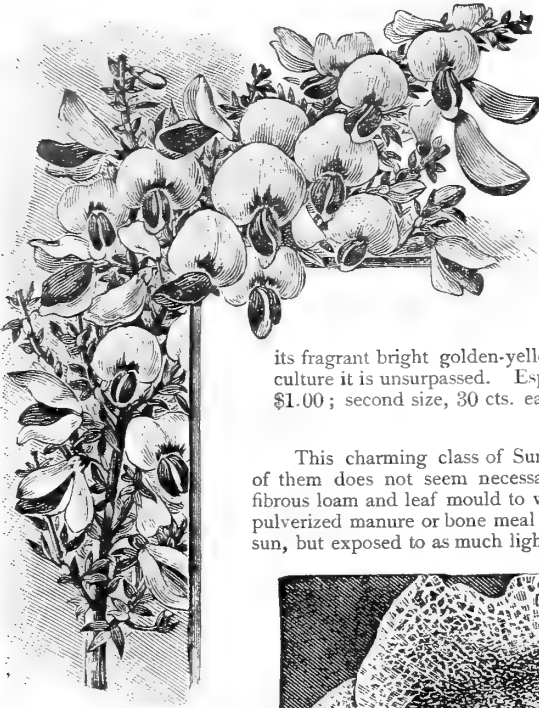 its fragrant bright golden-yell
culture it is unsurpassed. Esp
$1.00; second size, 30 cts. ea
This charming class of Su
of them does not seem necess
fibrous loam and leaf mould to
pulverized manure or bone meal
sun, but exposed to as much ligh